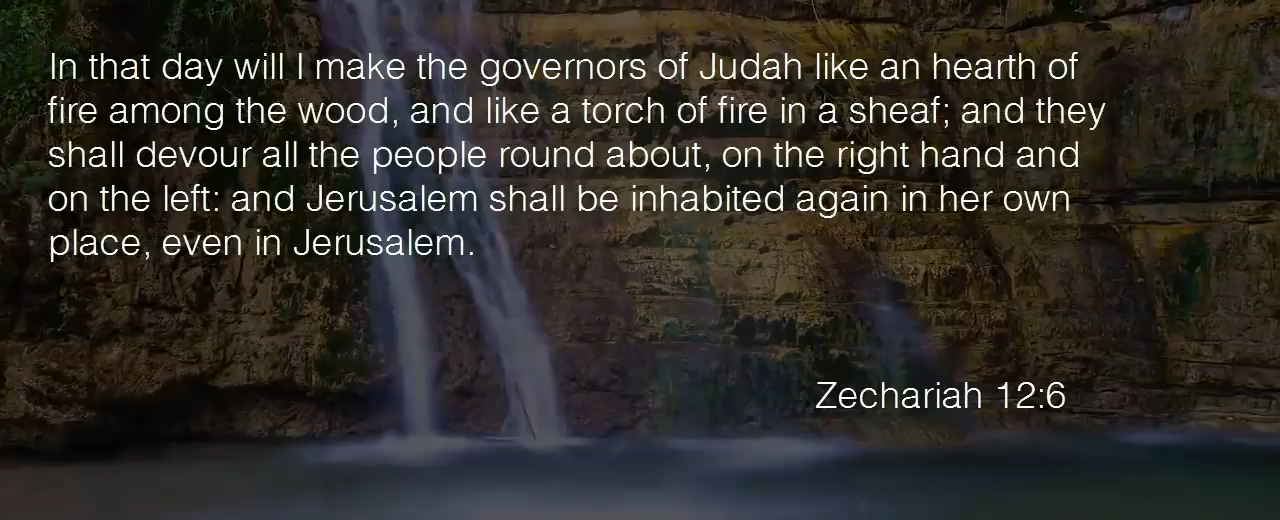 In that day will I make the governors of Judah like an hearth of
fire among the wood, and like a torch of fire in a sheaf; and they
shall devour all the people round about, on the right hand and
on the left: and Jerusalem shall be inhabited again in her own
place, even in Jerusalem.
Zechariah 12:6